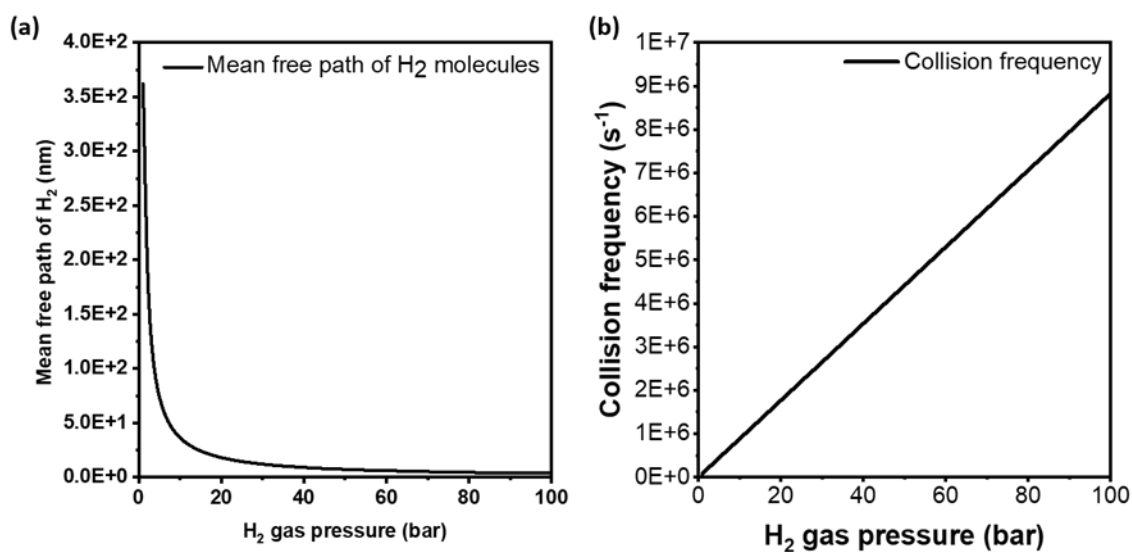 (a)
4.0E+2
3.5E+2
3.0E+2
2.5E+2
2.0E+2
1.5E+2
1.0E+2
5.0E+1
0.0E+0
Mean free path of H2 (nm)
Mean free path of H2 molecules
0 20 40 60 80 100
H2 gas pressure (bar)
(b)
1E+7
9E+6
8E+6
7E+6
6E+6
5E+6
4E+6
3E+6
2E+6
1E+6
0E+0
Collision frequency (s-1)
Collision frequency
0 20 40 60 80 100
H2 gas pressure (bar)